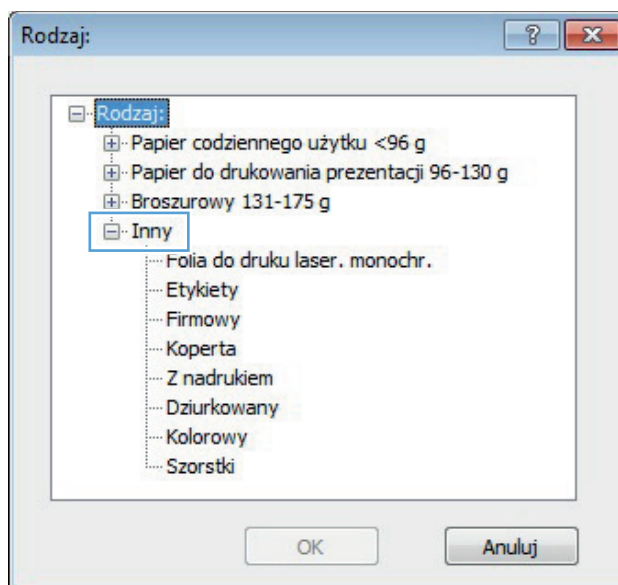 Rodzaj:
Rodzaj:
Papier codziennego użytku <96 g
Papier do drukowania prezentacji 96-130 g
Broszurowy 131-175 g
Inny
Folia do druku laser. monochr.
Etykiety
Firmowy
Koperta
Z nadrukiem
Dziurkowany
Kolorowy
Szorstki
OK
Anuluj